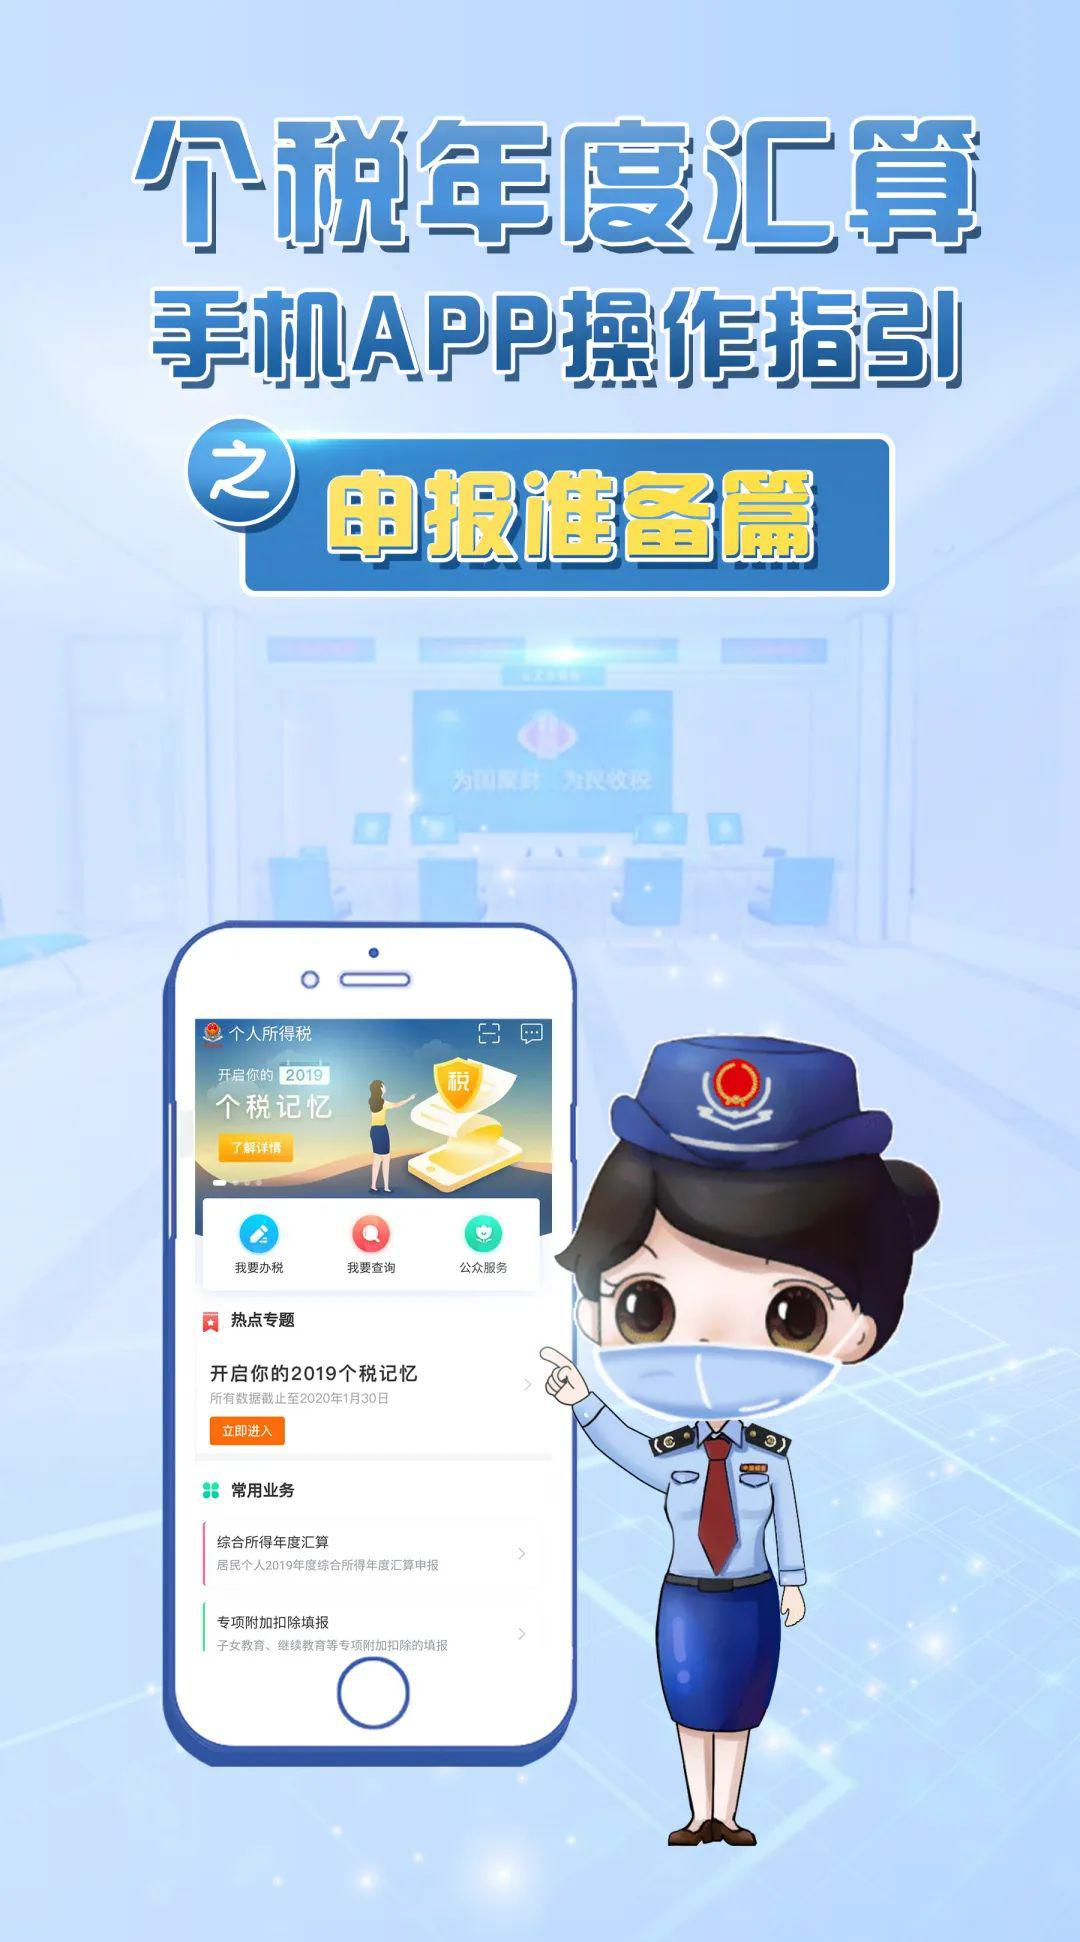 个税年度汇算
手机APP操作指引
之
申报准备篇
为国聚财 为民收税
个人所得税
开启你的 2019
个税记忆
税
了解详情
我要办税 我要查询 公众服务
热点专题
开启你的2019个税记忆
所有数据截止至2020年1月30日
立即进入
常用业务
综合所得年度汇算
居民个人2019年度综合所得年度汇算申报
专项附加扣除填报
子女教育、继续教育等专项附加扣除的填报